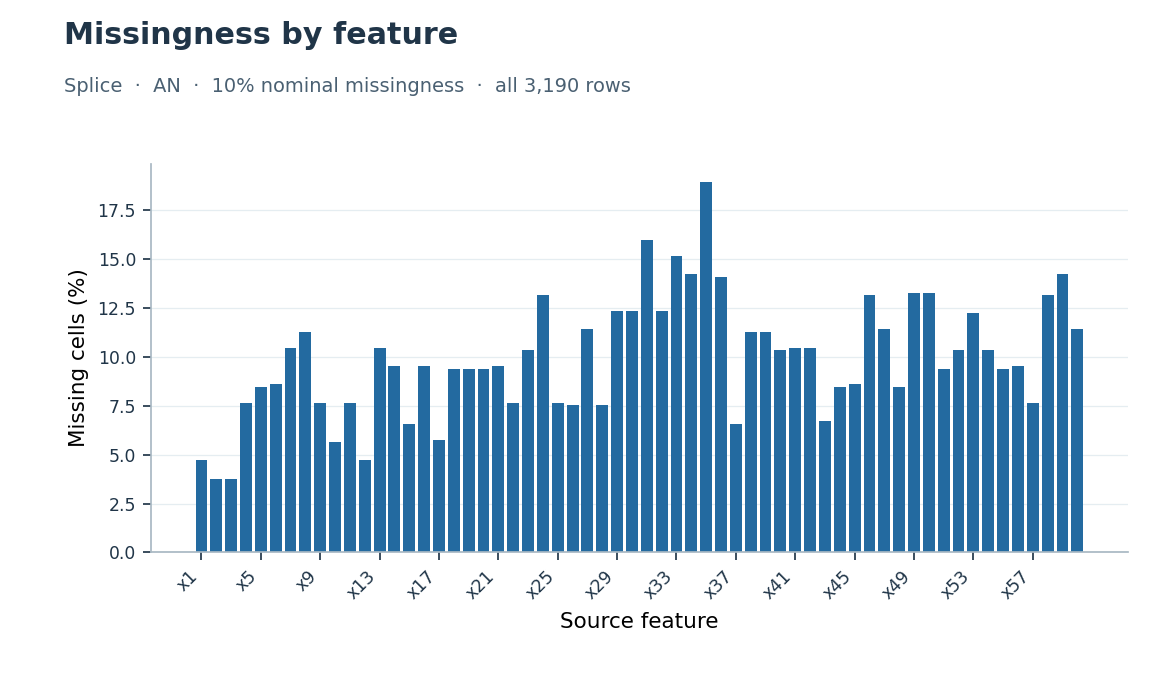 Missingness by feature
Splice · AN · 10% nominal missingness · all 3,190 rows
Missing cells (%)
17.5
15.0
12.5
10.0
7.5
5.0
2.5
0.0
x1 x5 x9 x13 x17 x21 x25 x29 x33 x37 x41 x45 x49 x53 x57
Source feature